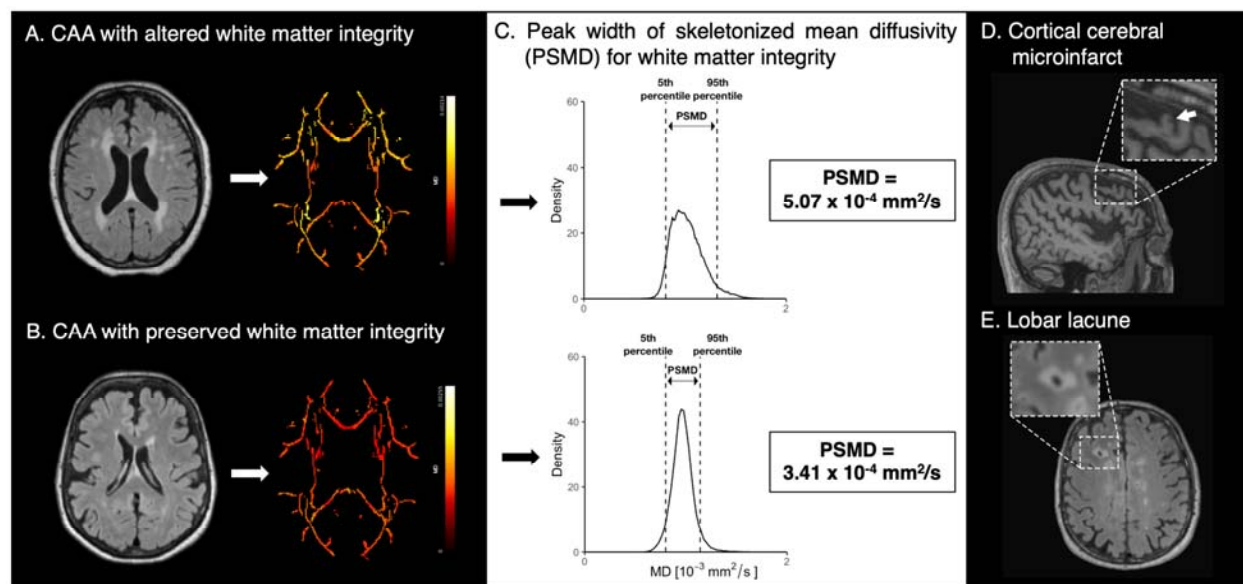 A. CAA with altered white matter integrity
MD
0
B. CAA with preserved white matter integrity
MD
0
C. Peak width of skeletonized mean diffusivity
(PSMD) for white matter integrity
5th
percentile
95th
percentile
PSMD
60
40
20
0
Density
0
2
PSMD =
5.07 x 10⁻⁴ mm²/s
5th
percentile
95th
percentile
PSMD
60
40
20
0
Density
0
2
MD [10⁻³ mm²/s]
PSMD =
3.41 x 10⁻⁴ mm²/s
D. Cortical cerebral
microinfarct
E. Lobar lacune